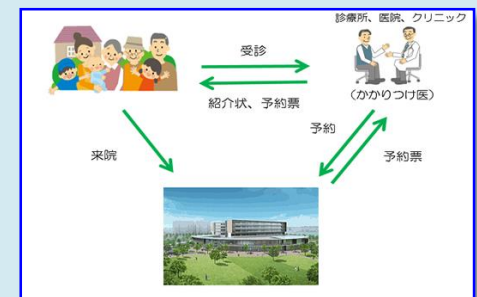 診療所、医院、クリニック
受診
（かかりつけ医）
紹介状、予約票
予約
来院
予約票